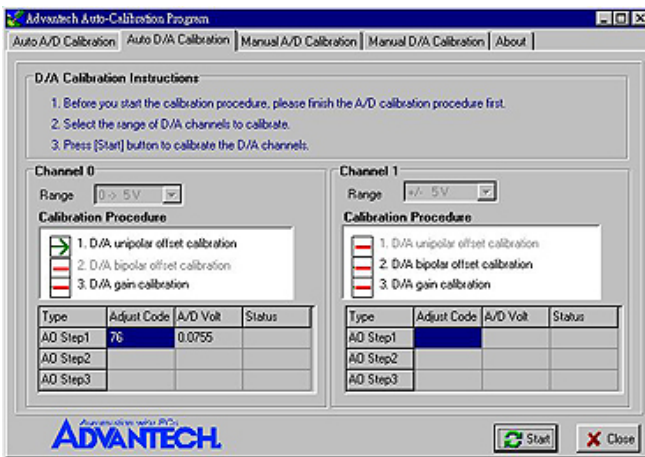 Advantech Auto-Calibration Program
Auto A/D Calibration Auto D/A Calibration Manual A/D Calibration Manual D/A Calibration About
D/A Calibration Instructions
1. Before you start the calibration procedure, please finish the A/D calibration procedure first.
2. Select the range of D/A channels to calibrate.
3. Press [Start] button to calibrate the D/A channels.
Channel 0
Range 0 -> 5 V
Calibration Procedure
1. D/A unipolar offset calibration
2. D/A bipolar offset calibration
3. D/A gain calibration
Type Adjust Code A/D Volt Status
AO Step1 76 0.0755
AO Step2
AO Step3
Channel 1
Range +/- 5 V
Calibration Procedure
1. D/A unipolar offset calibration
2. D/A bipolar offset calibration
3. D/A gain calibration
Type Adjust Code A/D Volt Status
AO Step1
AO Step2
AO Step3
ADVANTECH
Start Close